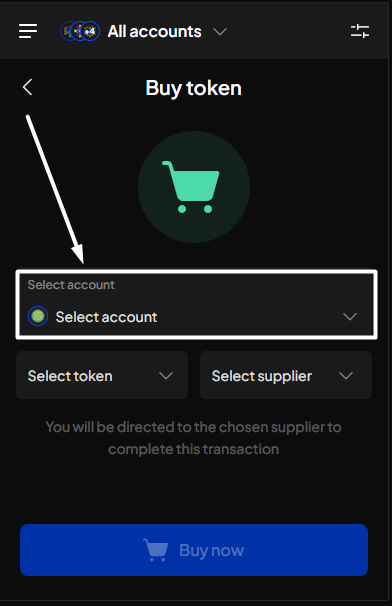 +4 All accounts
Buy token
Select account
Select account
Select token
Select supplier
You will be directed to the chosen supplier to
complete this transaction
Buy now